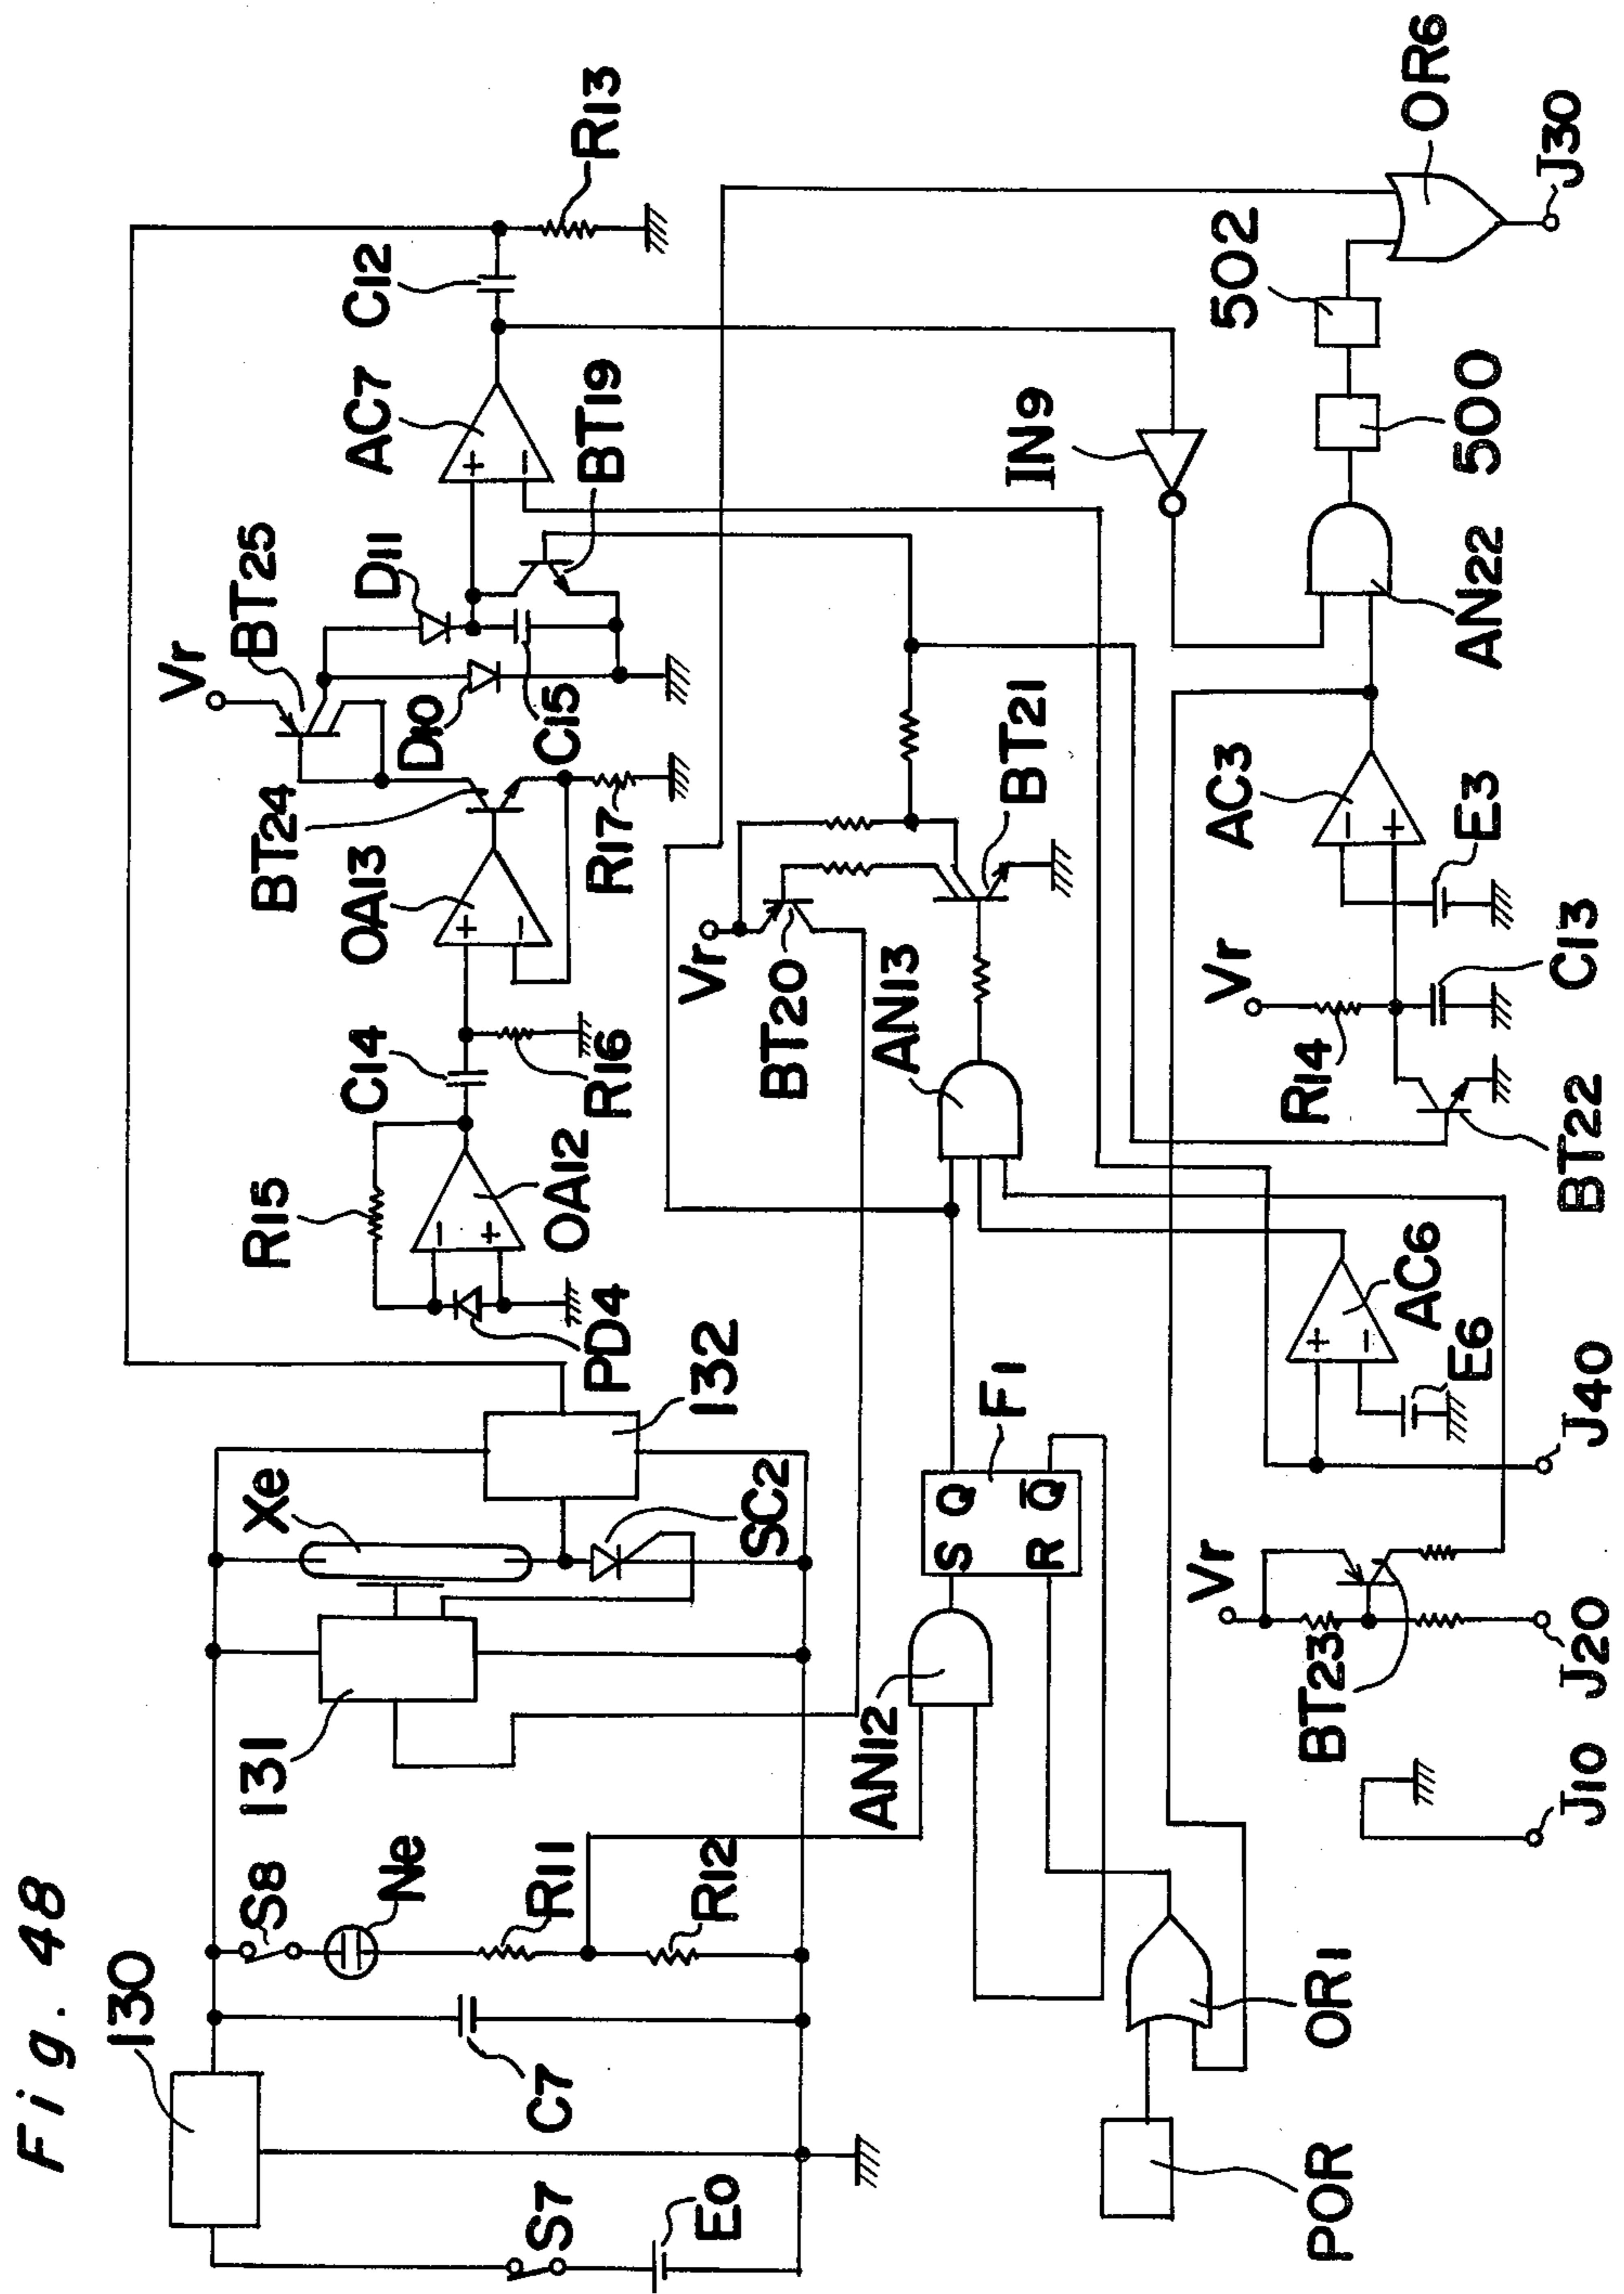 Fig. 48
130
S7
E0
C7
S8
Ne
R11
R12
131
Xe
SC2
132
R15
PD4
OA12
C14
R16
OA13
BT24
R17
Vr
BT25
D10
D11
C15
BT19
AC7
C12
R13
Vr
BT20
BT21
AN13
AN12
S Q
R Q̅
F1
POR
OR1
IN9
AC3
E3
Vr
R14
C13
BT22
AC6
E6
Vr
BT23
AN22
500
502
OR6
J10
J20
J40
J30
+
−
+
−
+
−
+
−
+
−